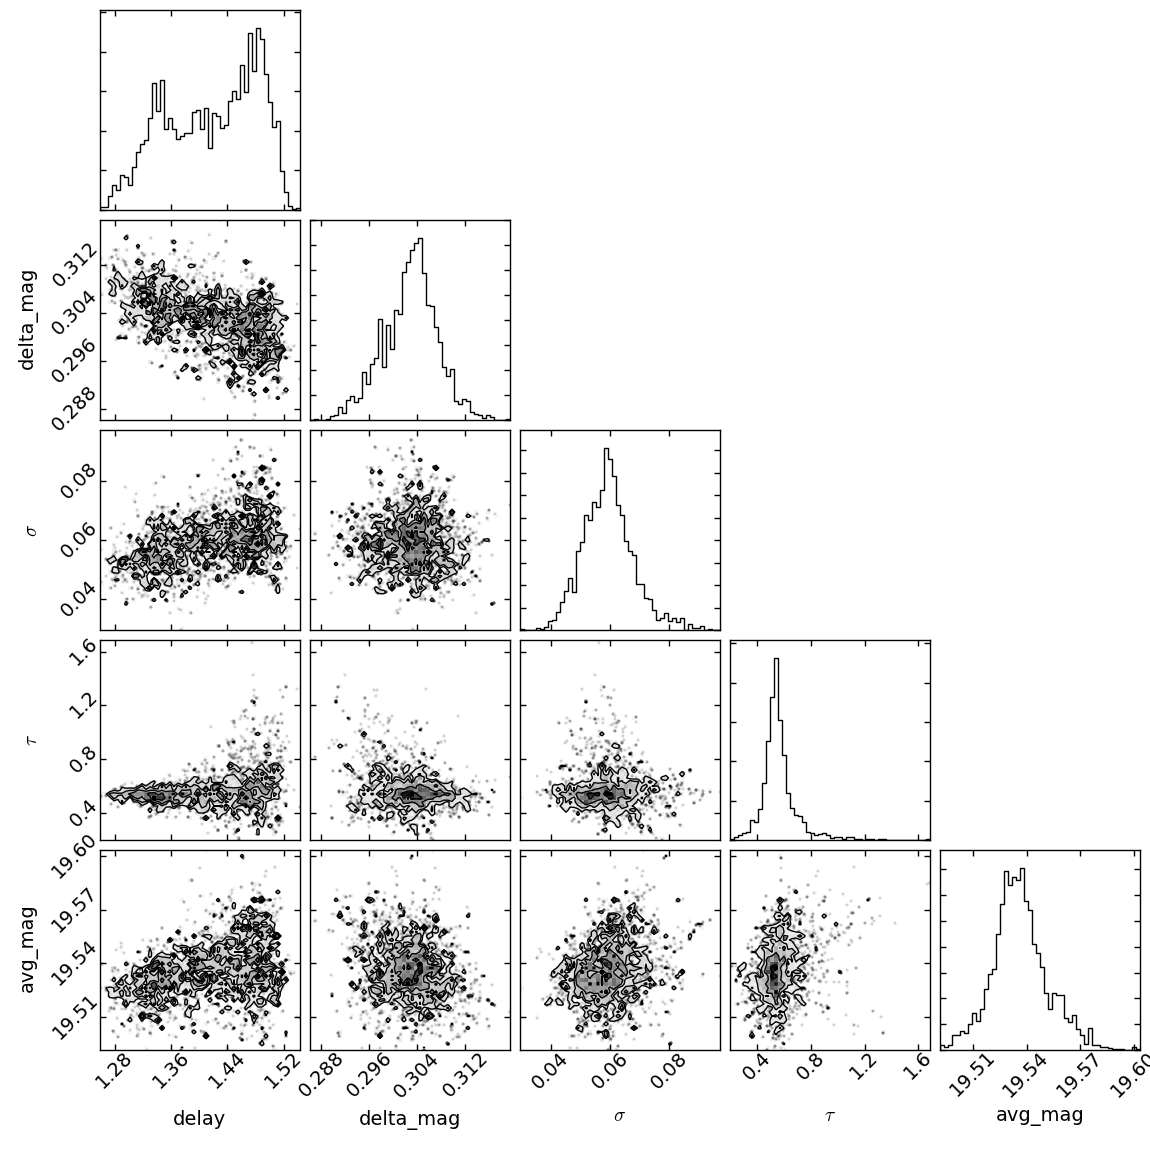 0.312
0.304
0.296
0.288
delta_mag
0.08
0.06
0.04
σ
1.6
1.2
0.8
0.4
τ
19.60
19.57
19.54
19.51
avg_mag
1.28 1.36 1.44 1.52
0.288 0.296 0.304 0.312
0.04 0.06 0.08
0.4 0.8 1.2 1.6
19.51 19.54 19.57 19.60
delay delta_mag σ τ avg_mag